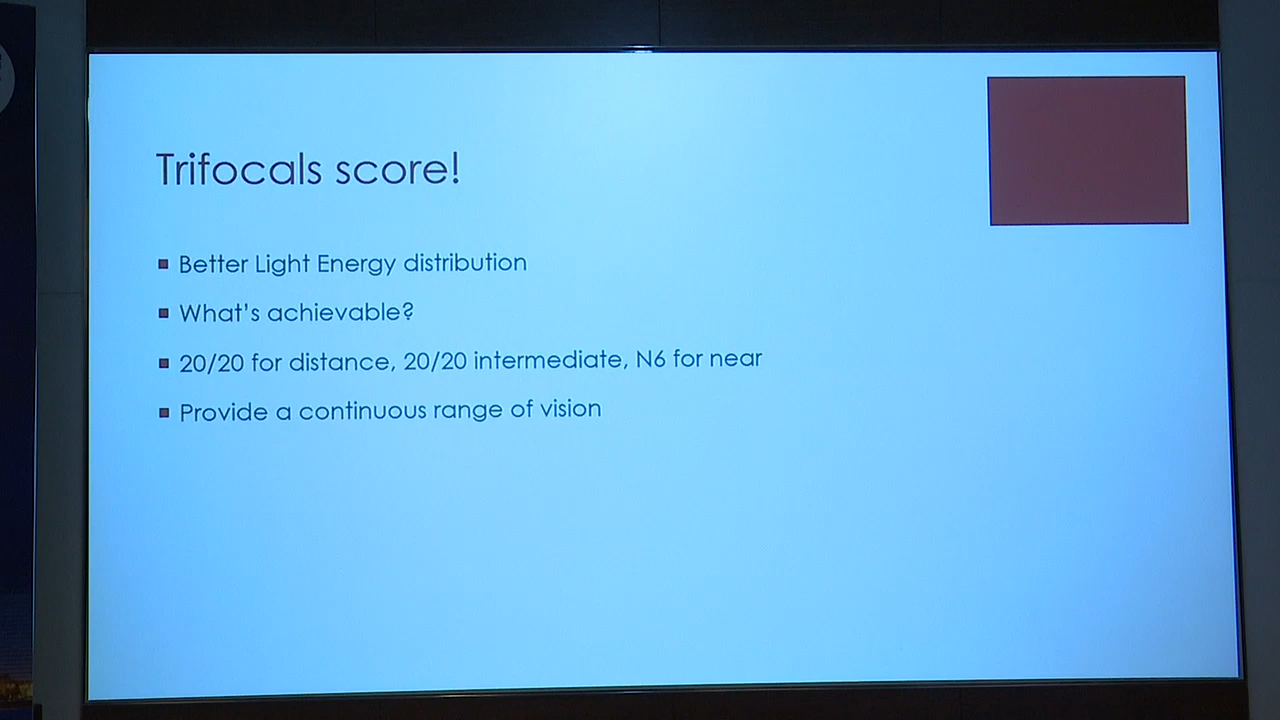 Trifocals score!
Better Light Energy distribution
What's achievable?
20/20 for distance, 20/20 intermediate, N6 for near
Provide a continuous range of vision